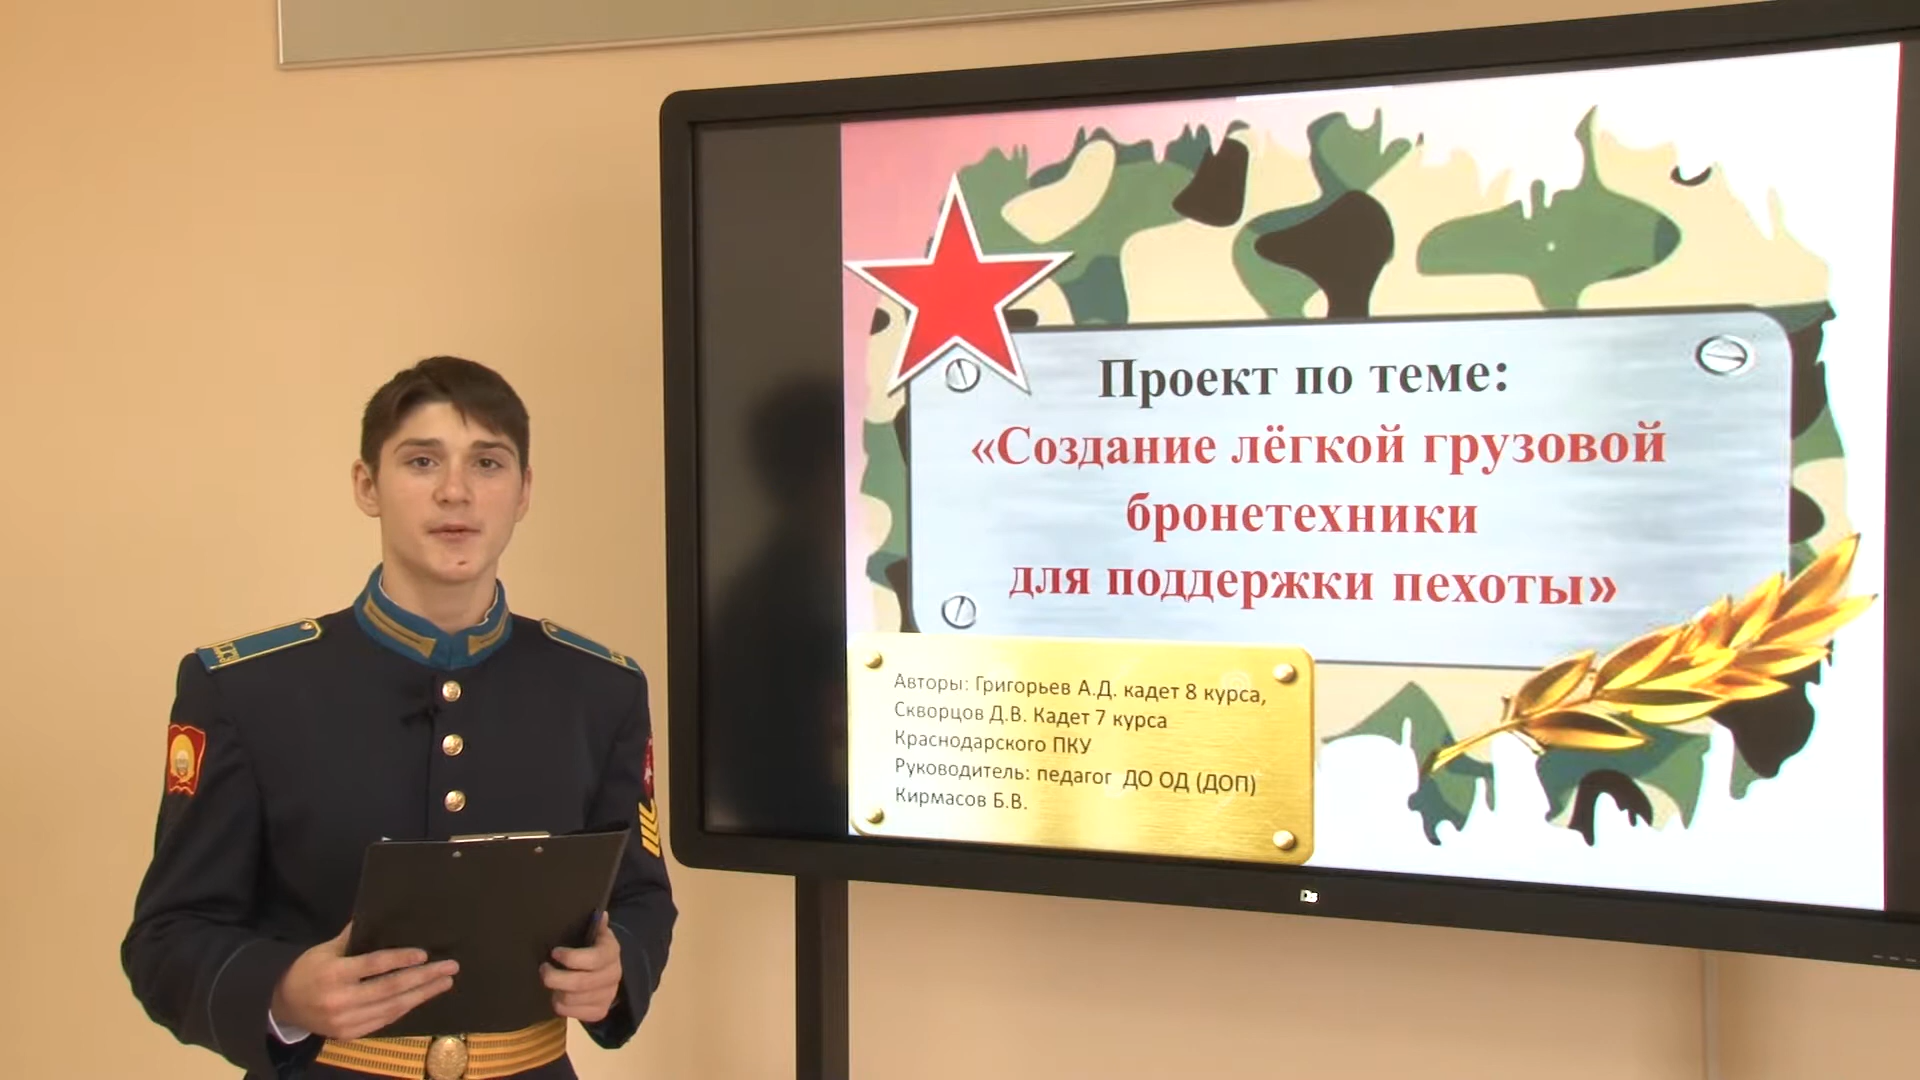 Проект по теме:
«Создание лёгкой грузовой
бронетехники
для поддержки пехоты»
Авторы: Григорьев А.Д. кадет 8 курса,
Скворцов Д.В. Кадет 7 курса
Краснодарского ПКУ
Руководитель: педагог ДО ОД (ДОП)
Кирмасов Б.В.